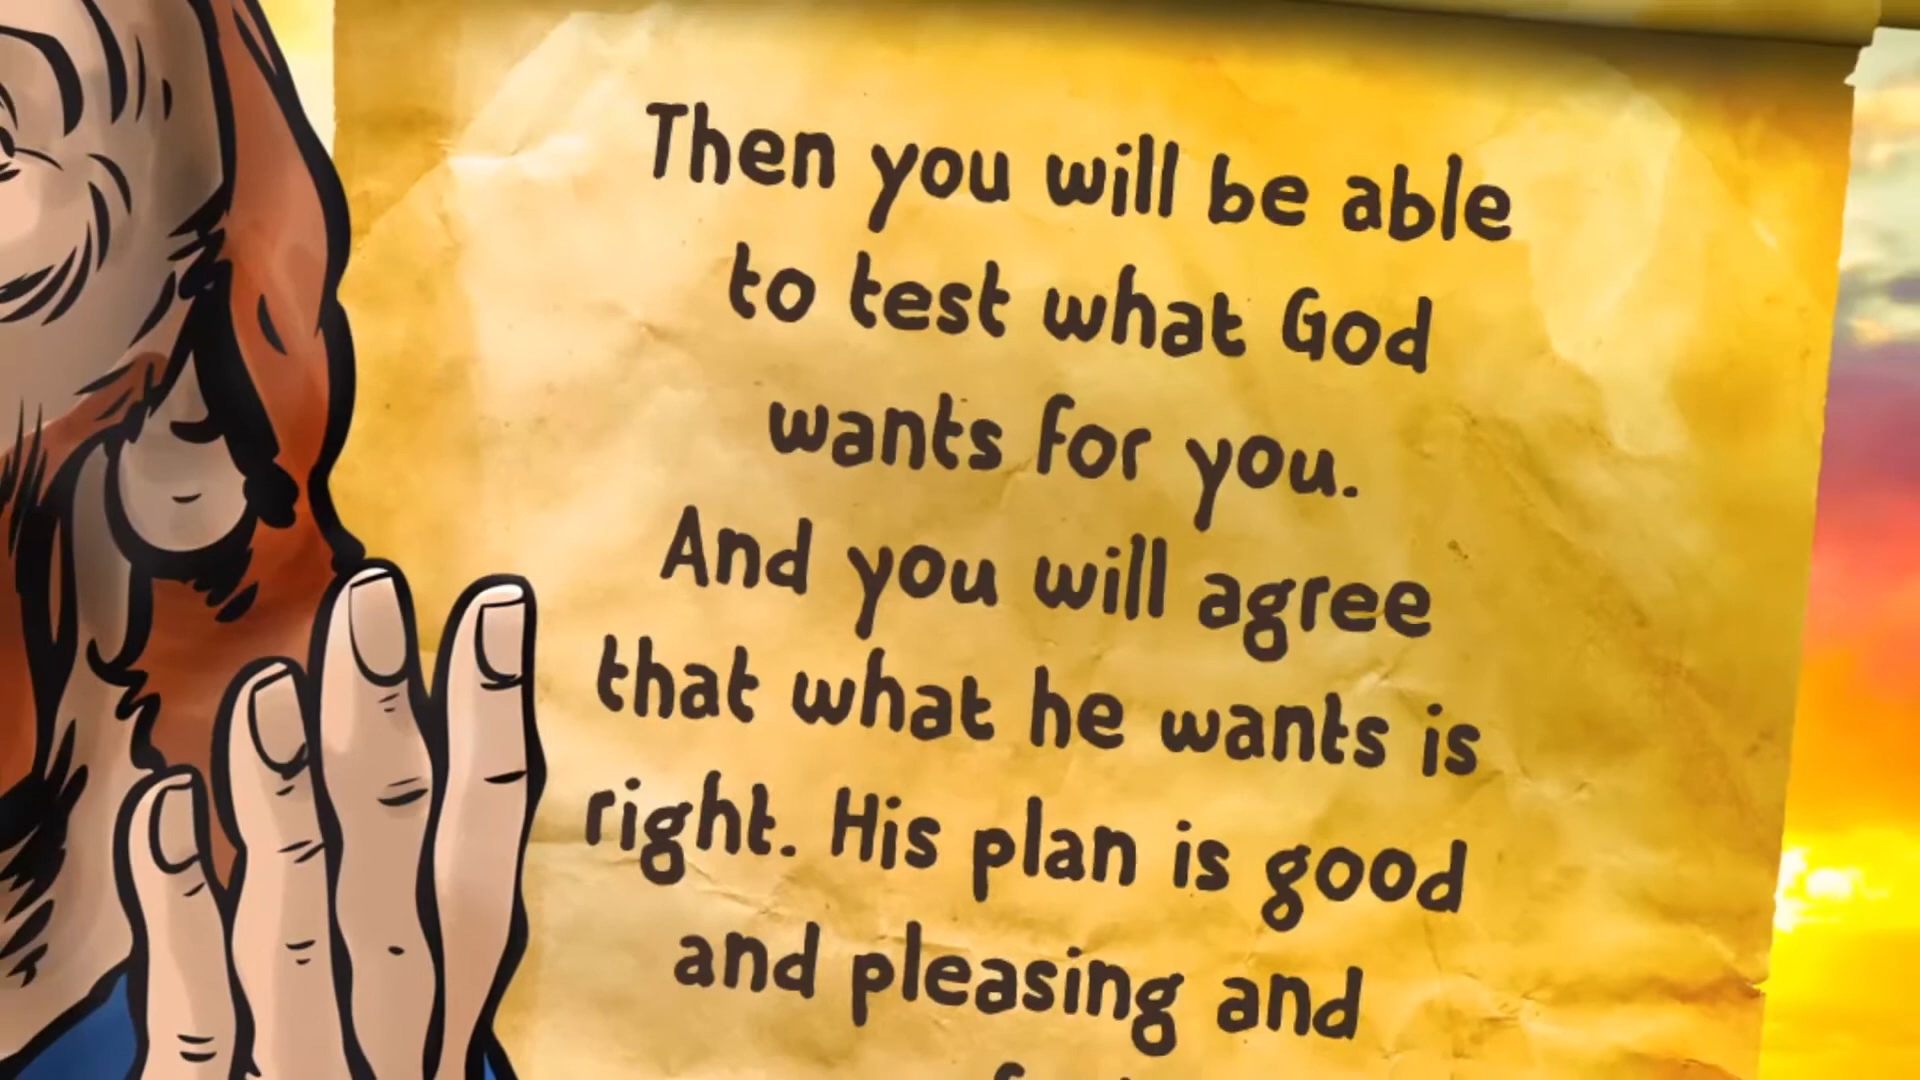 Then you will be able
to test what God
wants for you.
And you will agree
that what he wants is
right. His plan is good
and pleasing and